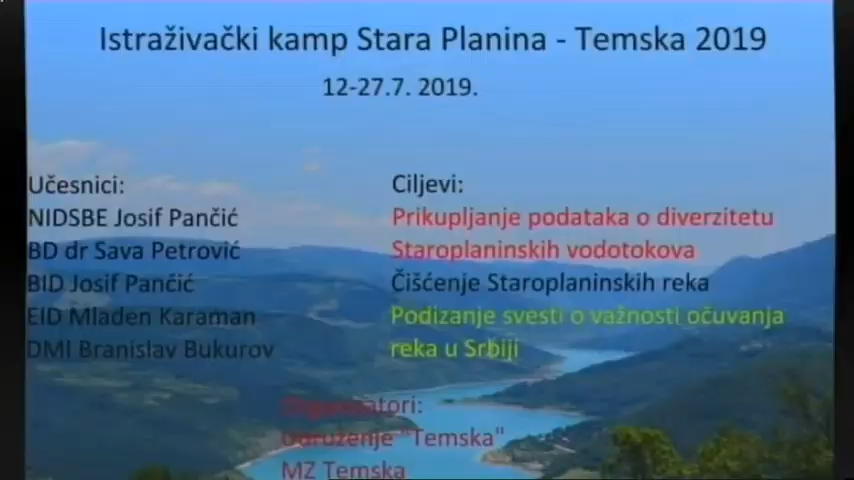 Istraživački kamp Stara Planina - Temska 2019
12-27.7. 2019.
Učesnici:
NIDSBE Josif Pančić
BD dr Sava Petrović
BID Josif Pančić
EID Mladen Karaman
DMI Branislav Bukurov
Ciljevi:
Prikupljanje podataka o diverzitetu
Staroplaninskih vodotokova
Čišćenje Staroplaninskih reka
Podizanje svesti o važnosti očuvanja
reka u Srbiji
Organizatori:
Udruženje "Temska"
MZ Temska